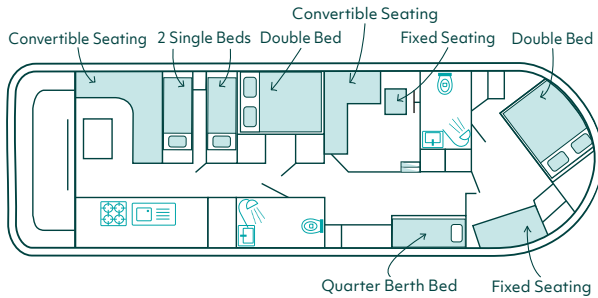 Convertible Seating
Convertible Seating
2 Single Beds
Double Bed
Fixed Seating
Double Bed
Quarter Berth Bed
Fixed Seating